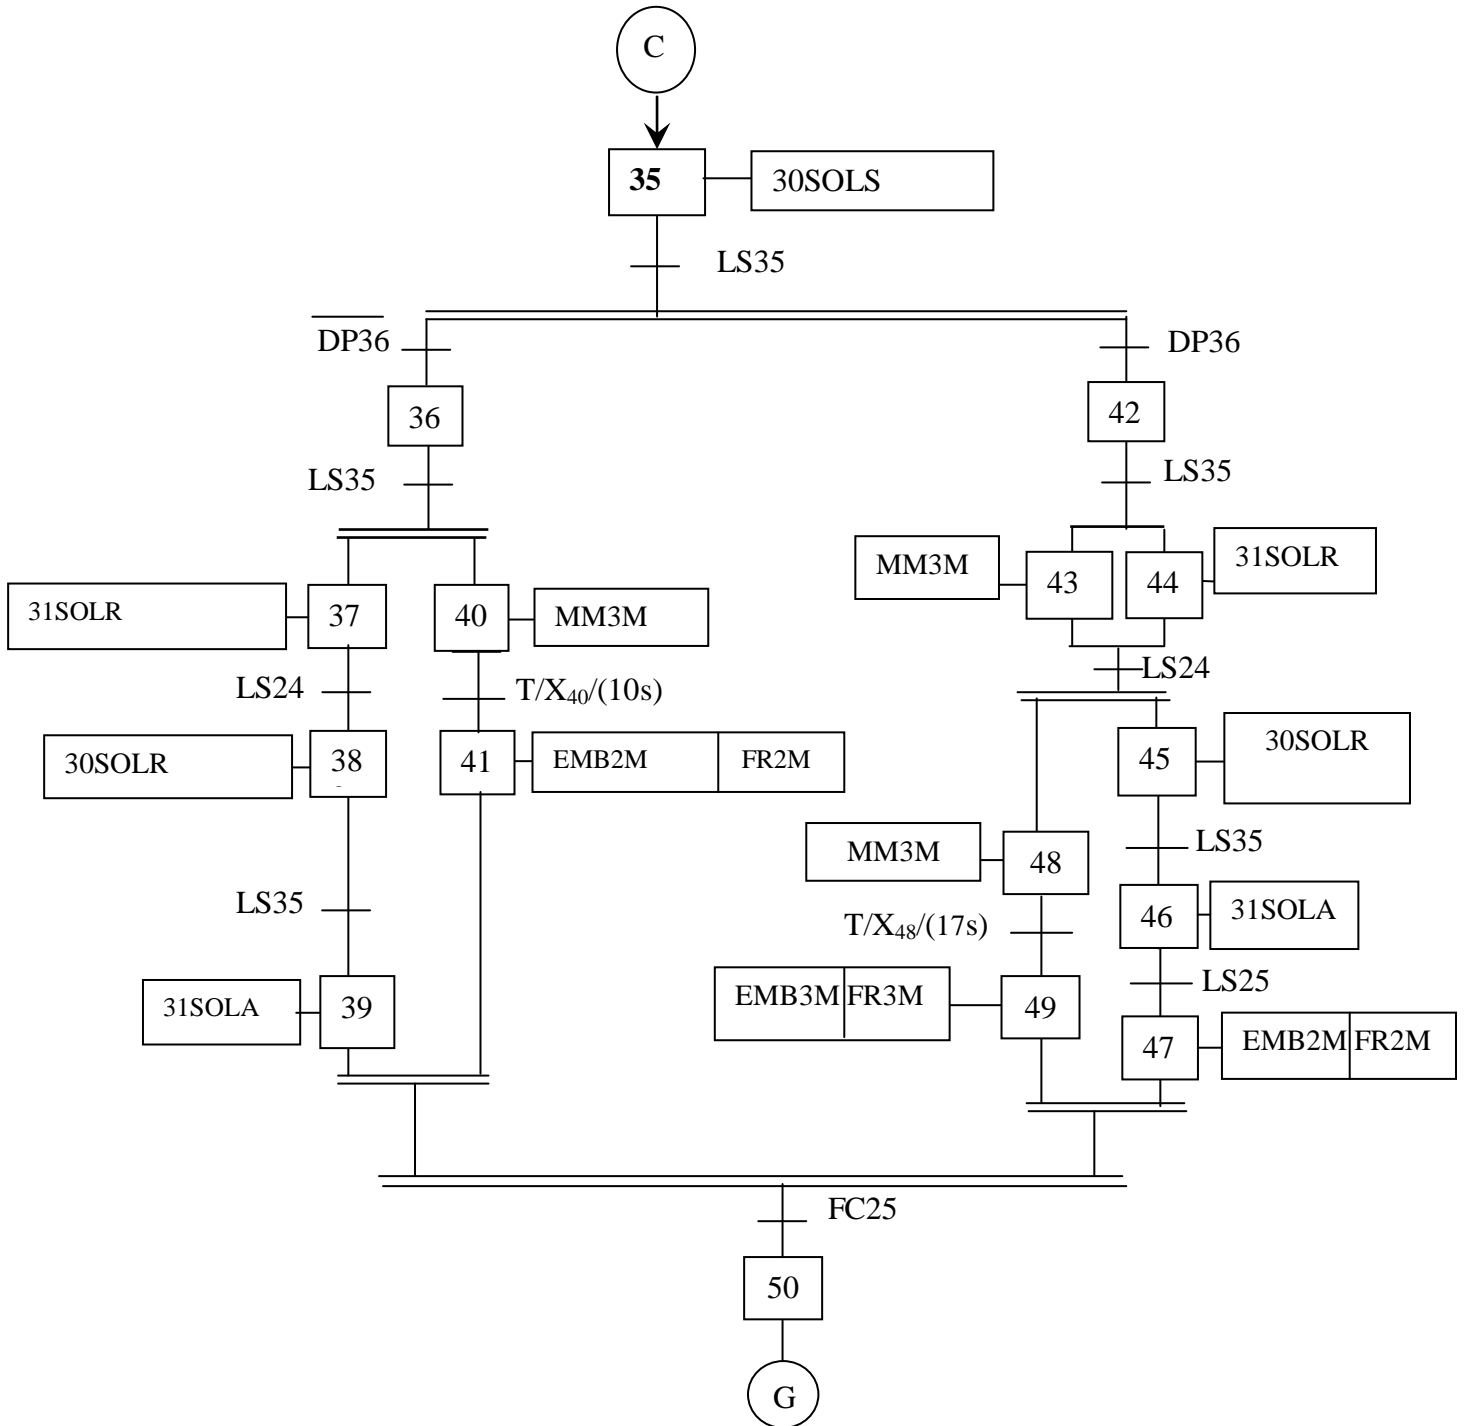 C
35
30SOLS
LS35
DP36
DP36
36
42
LS35
LS35
MM3M
43
44
31SOLR
31SOLR
37
40
MM3M
LS24
LS24
T/X40/(10s)
30SOLR
38
41
EMB2M
FR2M
45
30SOLR
MM3M
48
LS35
LS35
T/X48/(17s)
46
31SOLA
31SOLA
39
EMB3M
FR3M
49
LS25
47
EMB2M
FR2M
FC25
50
G